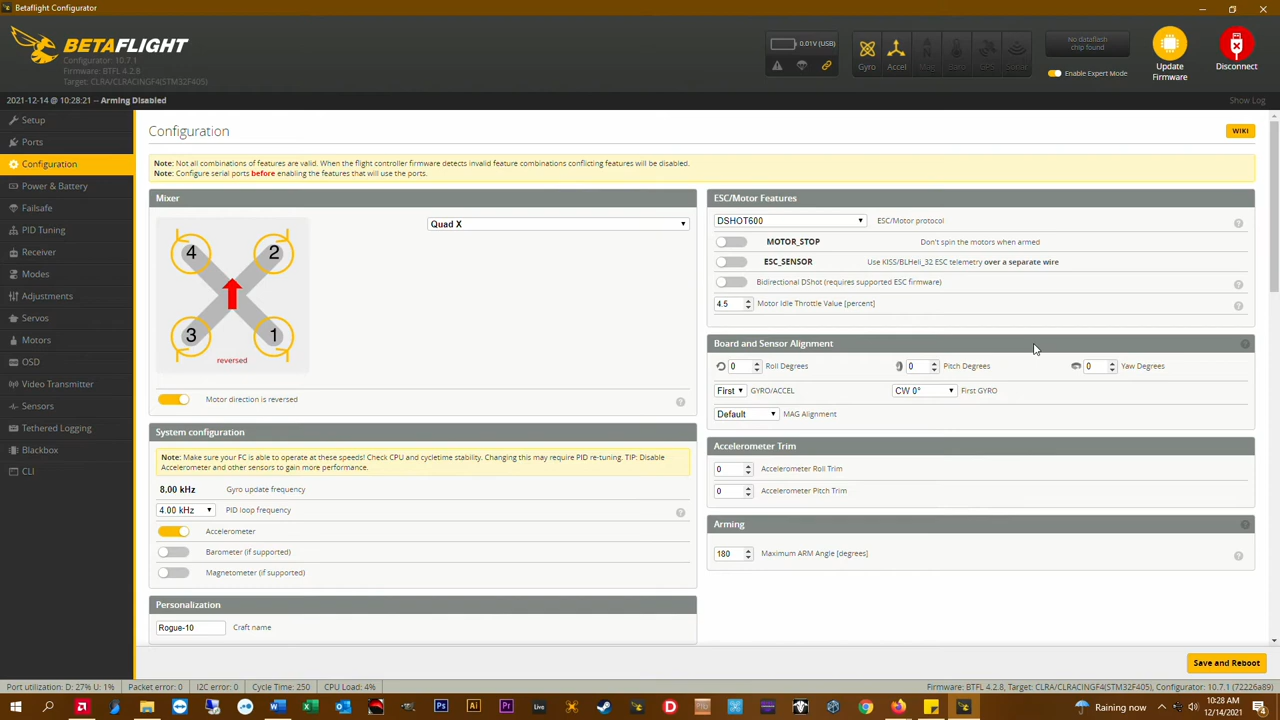 Betaflight Configurator
BETAFLIGHT
Configurator: 10.7.1
Firmware: BTFL 4.2.8
Target: CLRA/CLRACINGF4(STM32F405)
0.01V (USB)
Gyro
Accel
Mag
Baro
GPS
Sonar
No dataflash
chip found
Enable Expert Mode
Update
Firmware
Disconnect
2021-12-14 @ 10:28:21 -- Arming Disabled
Show Log
Setup
Ports
Configuration
Power & Battery
Failsafe
PID Tuning
Receiver
Modes
Adjustments
Servos
Motors
OSD
Video Transmitter
Sensors
Tethered Logging
Blackbox
CLI
Configuration
WIKI
Note: Not all combinations of features are valid. When the flight controller firmware detects invalid feature combinations conflicting features will be disabled.
Note: Configure serial ports before enabling the features that will use the ports.
Mixer
Quad X
4
2
3
1
reversed
Motor direction is reversed
System configuration
Note: Make sure your FC is able to operate at these speeds! Check CPU and cycletime stability. Changing this may require PID re-tuning. TIP: Disable
Accelerometer and other sensors to gain more performance.
8.00 kHz Gyro update frequency
4.00 kHz PID loop frequency
Accelerometer
Barometer (if supported)
Magnetometer (if supported)
Personalization
Rogue-10 Craft name
ESC/Motor Features
DSHOT600 ESC/Motor protocol
MOTOR_STOP Don't spin the motors when armed
ESC_SENSOR Use KISS/BLHeli_32 ESC telemetry over a separate wire
Bidirectional DShot (requires supported ESC firmware)
4.5 Motor Idle Throttle Value [percent]
Board and Sensor Alignment
0 Roll Degrees 0 Pitch Degrees 0 Yaw Degrees
First GYRO/ACCEL CW 0° First GYRO
Default MAG Alignment
Accelerometer Trim
0 Accelerometer Roll Trim
0 Accelerometer Pitch Trim
Arming
180 Maximum ARM Angle [degrees]
Save and Reboot
Port utilization: D: 27% U: 1% Packet error: 0 I2C error: 0 Cycle Time: 250 CPU Load: 4% Firmware: BTFL 4.2.8, Target: CLRA/CLRACINGF4(STM32F405), Configurator: 10.7.1 (72226a89)
Raining now
10:28 AM
12/14/2021